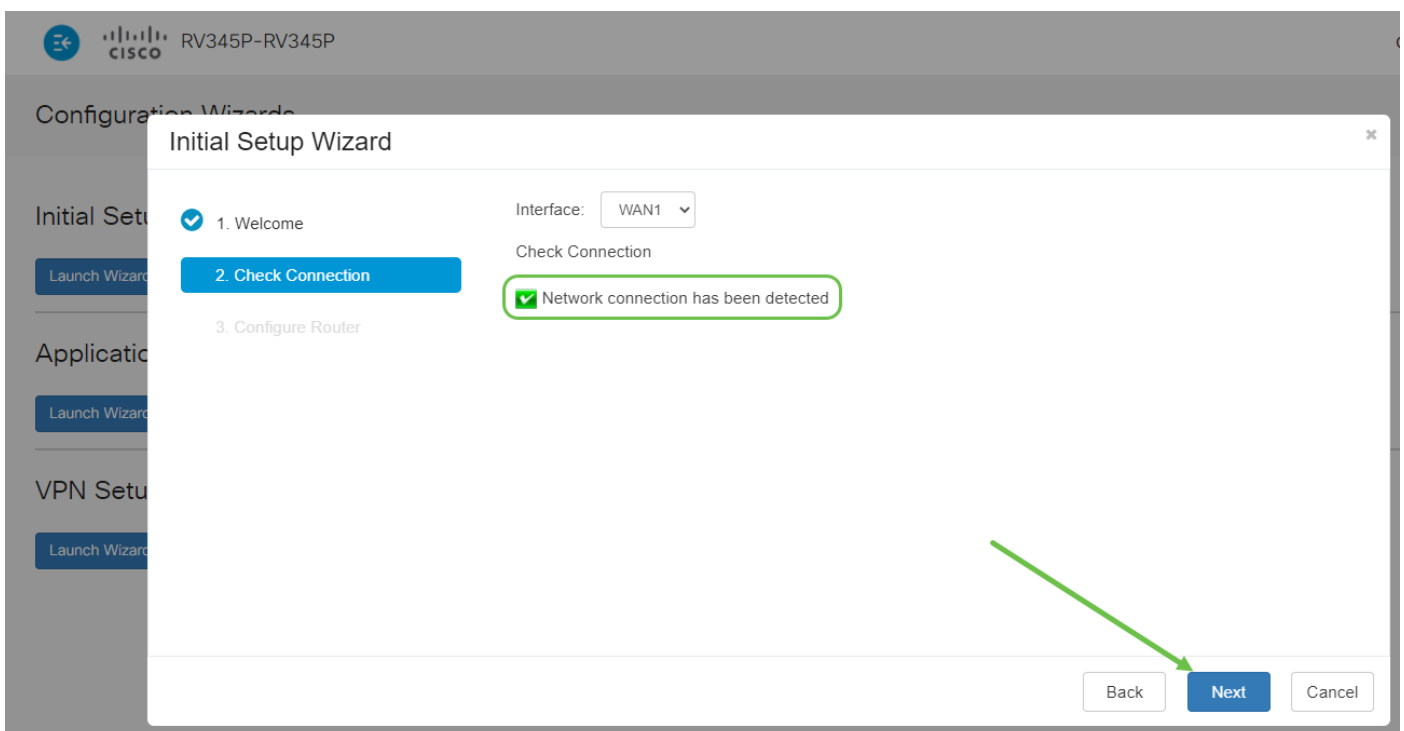 CISCO RV345P-RV345P
Configuration Wizards
Initial Setup Wizard
Initial Setu
1. Welcome
Interface: WAN1
Check Connection
Launch Wizard
2. Check Connection
Network connection has been detected
3. Configure Router
Applicatio
Launch Wizard
VPN Setu
Launch Wizard
Back Next Cancel